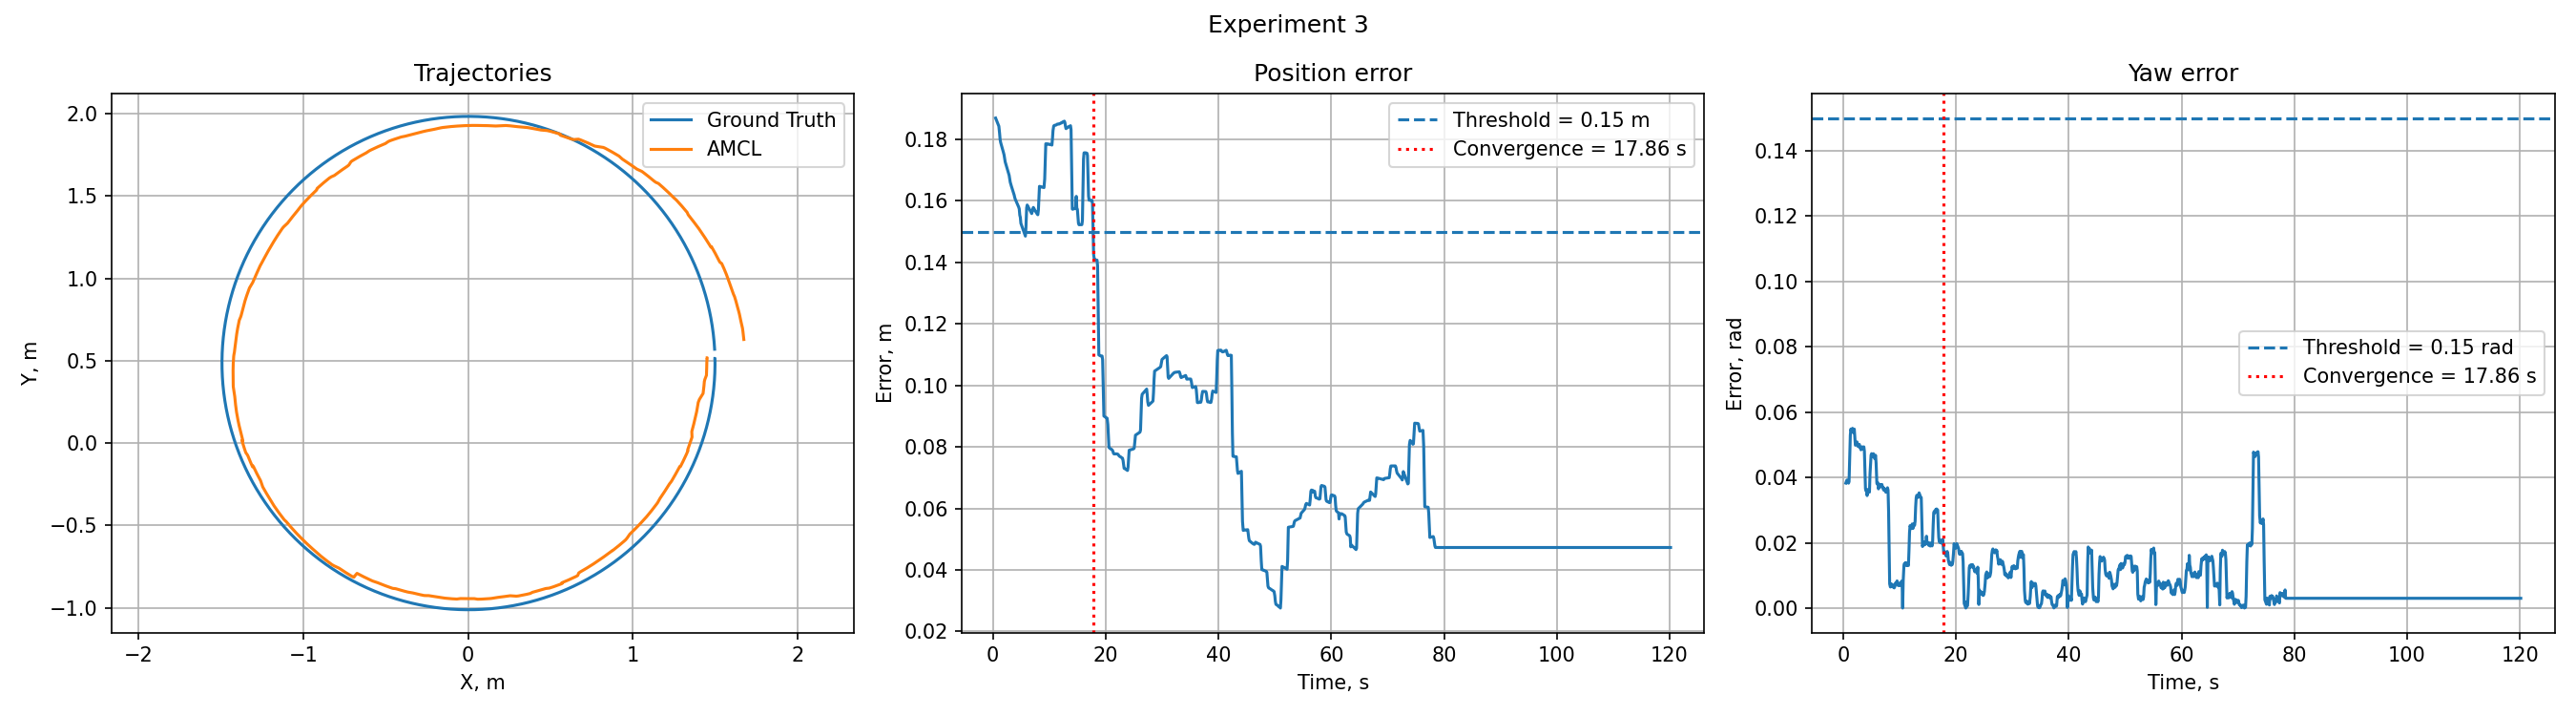 Experiment 3
Trajectories
Y, m
2.0
1.5
1.0
0.5
0.0
−0.5
−1.0
−2
−1
0
1
2
X, m
Ground Truth
AMCL
Position error
Error, m
0.18
0.16
0.14
0.12
0.10
0.08
0.06
0.04
0.02
0
20
40
60
80
100
120
Time, s
Threshold = 0.15 m
Convergence = 17.86 s
Yaw error
Error, rad
0.14
0.12
0.10
0.08
0.06
0.04
0.02
0.00
0
20
40
60
80
100
120
Time, s
Threshold = 0.15 rad
Convergence = 17.86 s